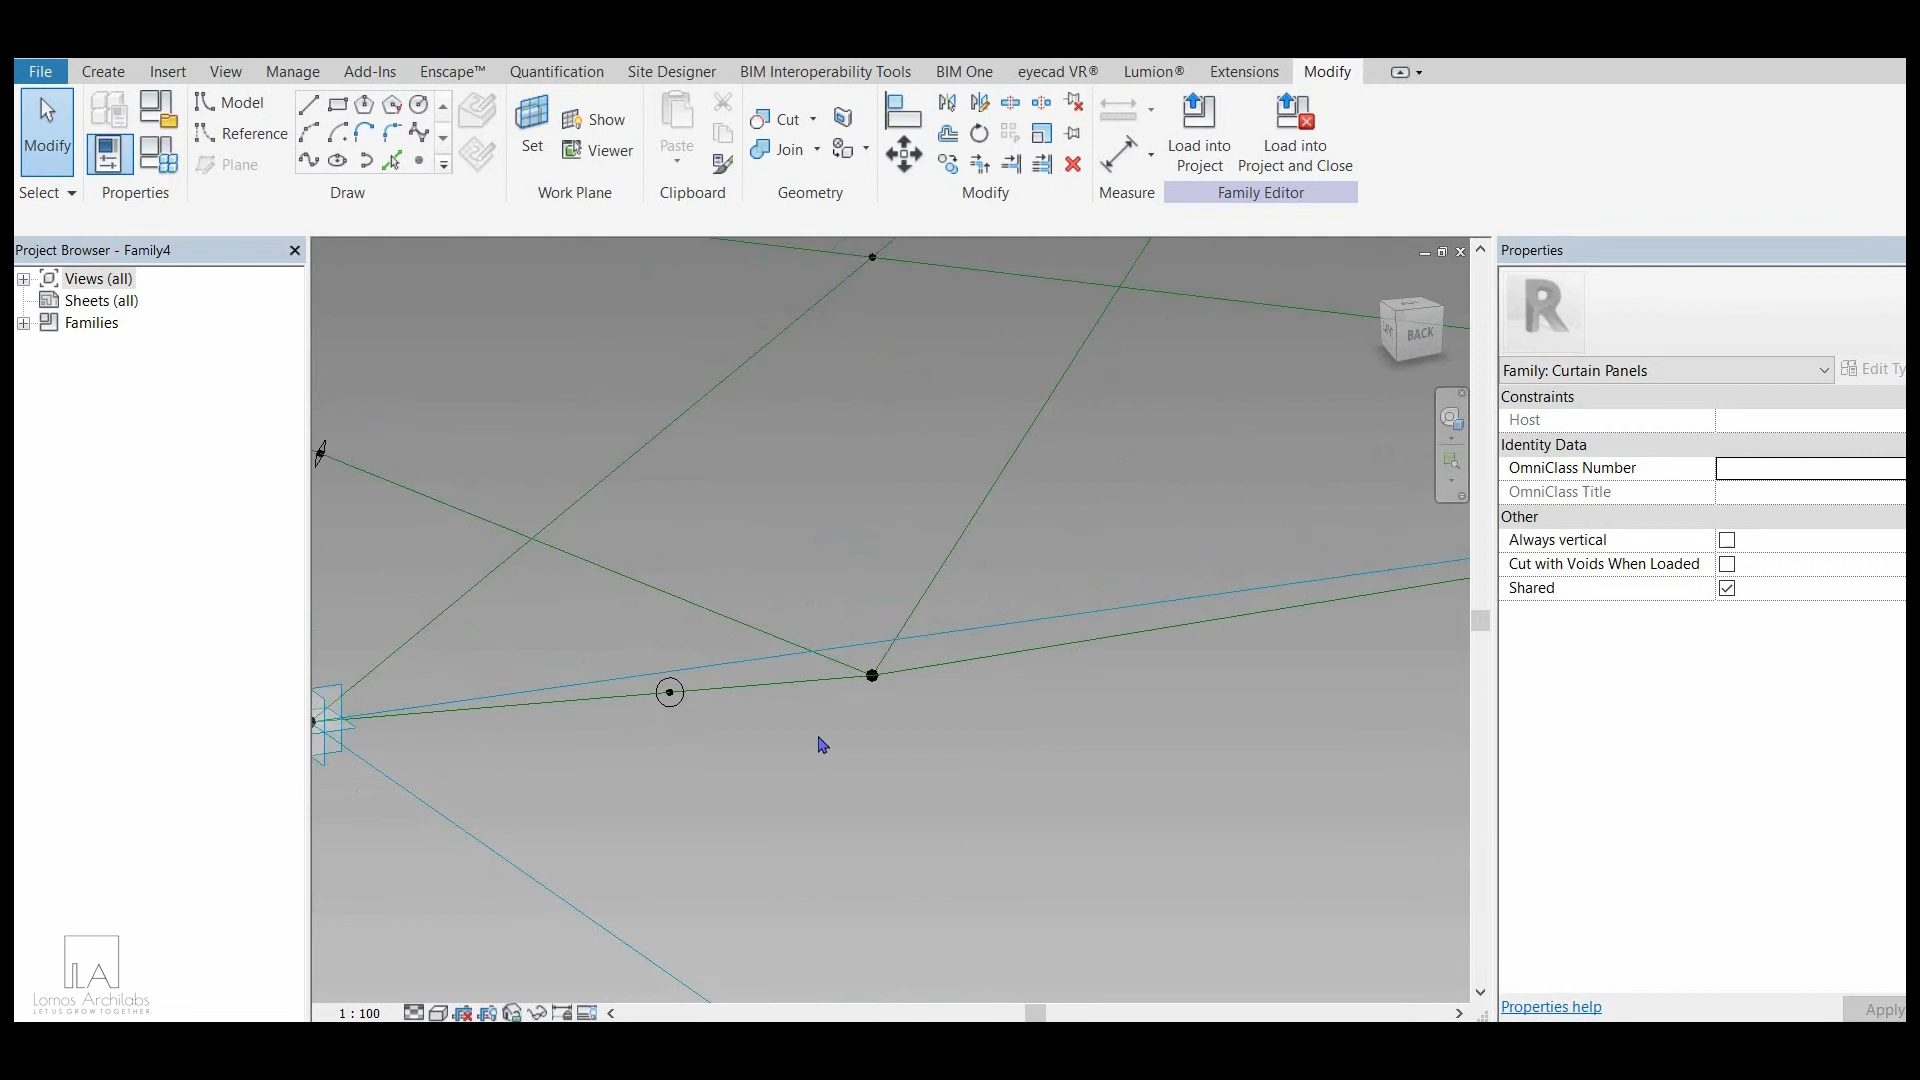 File Create Insert View Manage Add-Ins Enscape™ Quantification Site Designer BIM Interoperability Tools BIM One eyecad VR® Lumion® Extensions Modify
Modify
Model
Reference
Plane
Set
Show
Viewer
Paste
Cut
Join
Load into
Project
Load into
Project and Close
Select Properties Draw Work Plane Clipboard Geometry Modify Measure Family Editor
Project Browser - Family4
Views (all)
Sheets (all)
Families
BACK
Properties
R
Family: Curtain Panels
Edit Ty
Constraints
Host
Identity Data
OmniClass Number
OmniClass Title
Other
Always vertical
Cut with Voids When Loaded
Shared
LA
Lomos Archilabs
LET US GROW TOGETHER
1 : 100
Properties help
Apply